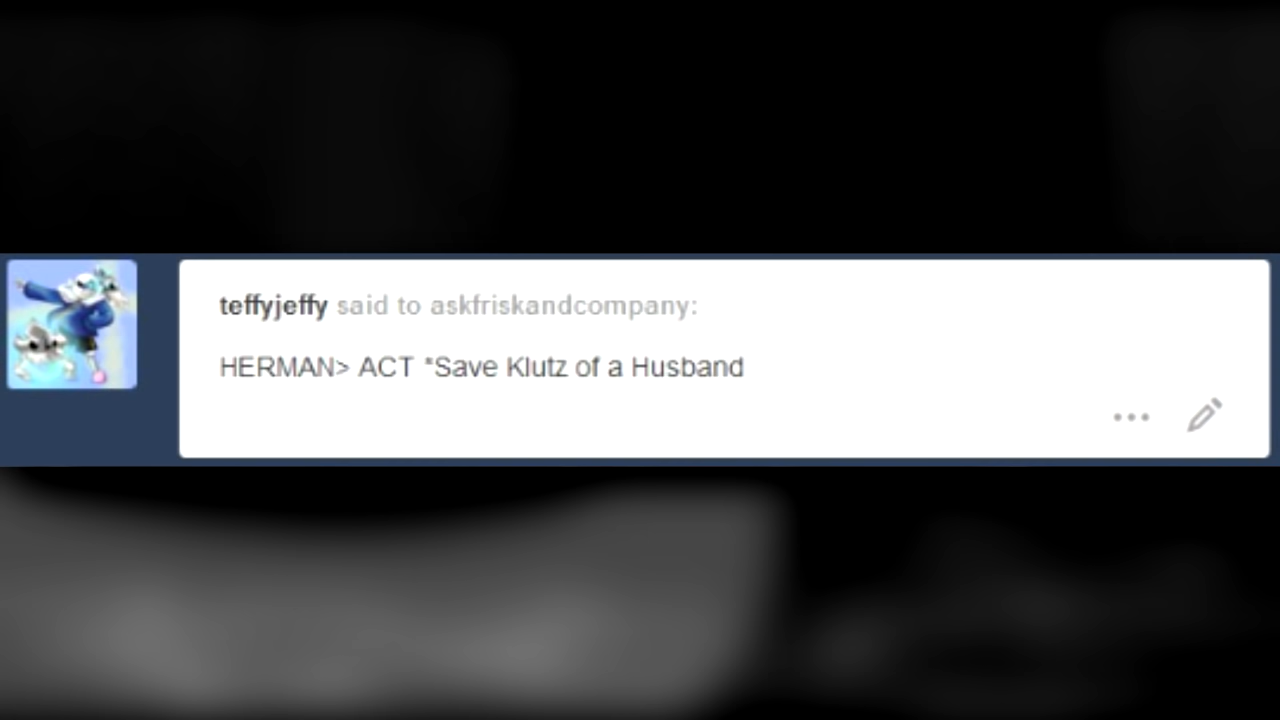 teffyjeffy said to askfriskandcompany:
HERMAN> ACT "Save Klutz of a Husband